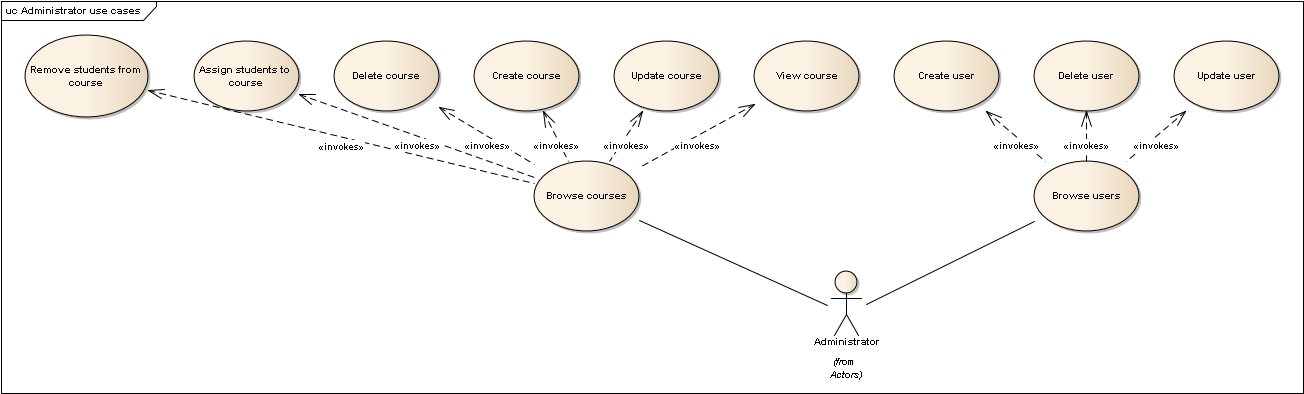 uc Administrator use cases
Remove students from
course
Assign students to
course
Delete course
Create course
Update course
View course
Create user
Delete user
Update user
«invokes»
«invokes»
«invokes»
«invokes»
«invokes»
«invokes»
«invokes»
«invokes»
«invokes»
Browse courses
Browse users
Administrator
(from
Actors)